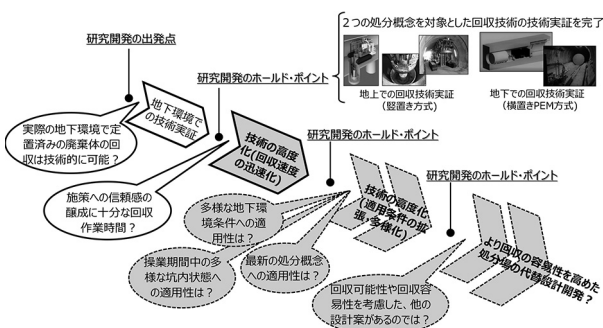 2つの処分概念を対象とした回収技術の技術実証を完了
研究開発の出発点
研究開発のホールド・ポイント
地上での回収技術実証
(竪置き方式)
地下での回収技術実証
(横置きPEM方式)
地下環境で
の技術実証
実際の地下環境で定
置済みの廃棄体の回
収は技術的に可能?
技術の高度
化(回収速度
の迅速化)
施策への信頼感の
醸成に十分な回収
作業時間?
研究開発のホールド・ポイント
技術の高度化
(適用条件の拡
張,多様化)
多様な地下環
境条件への適
用性は?
操業期間中の多
様な坑内状態へ
の適用性は?
最新の処分概念
への適用性は?
研究開発のホールド・ポイント
より回収の容易性を高めた
処分場の代替設計開発?
回収可能性や回収容
易性を考慮した、他の
設計案があるのでは?